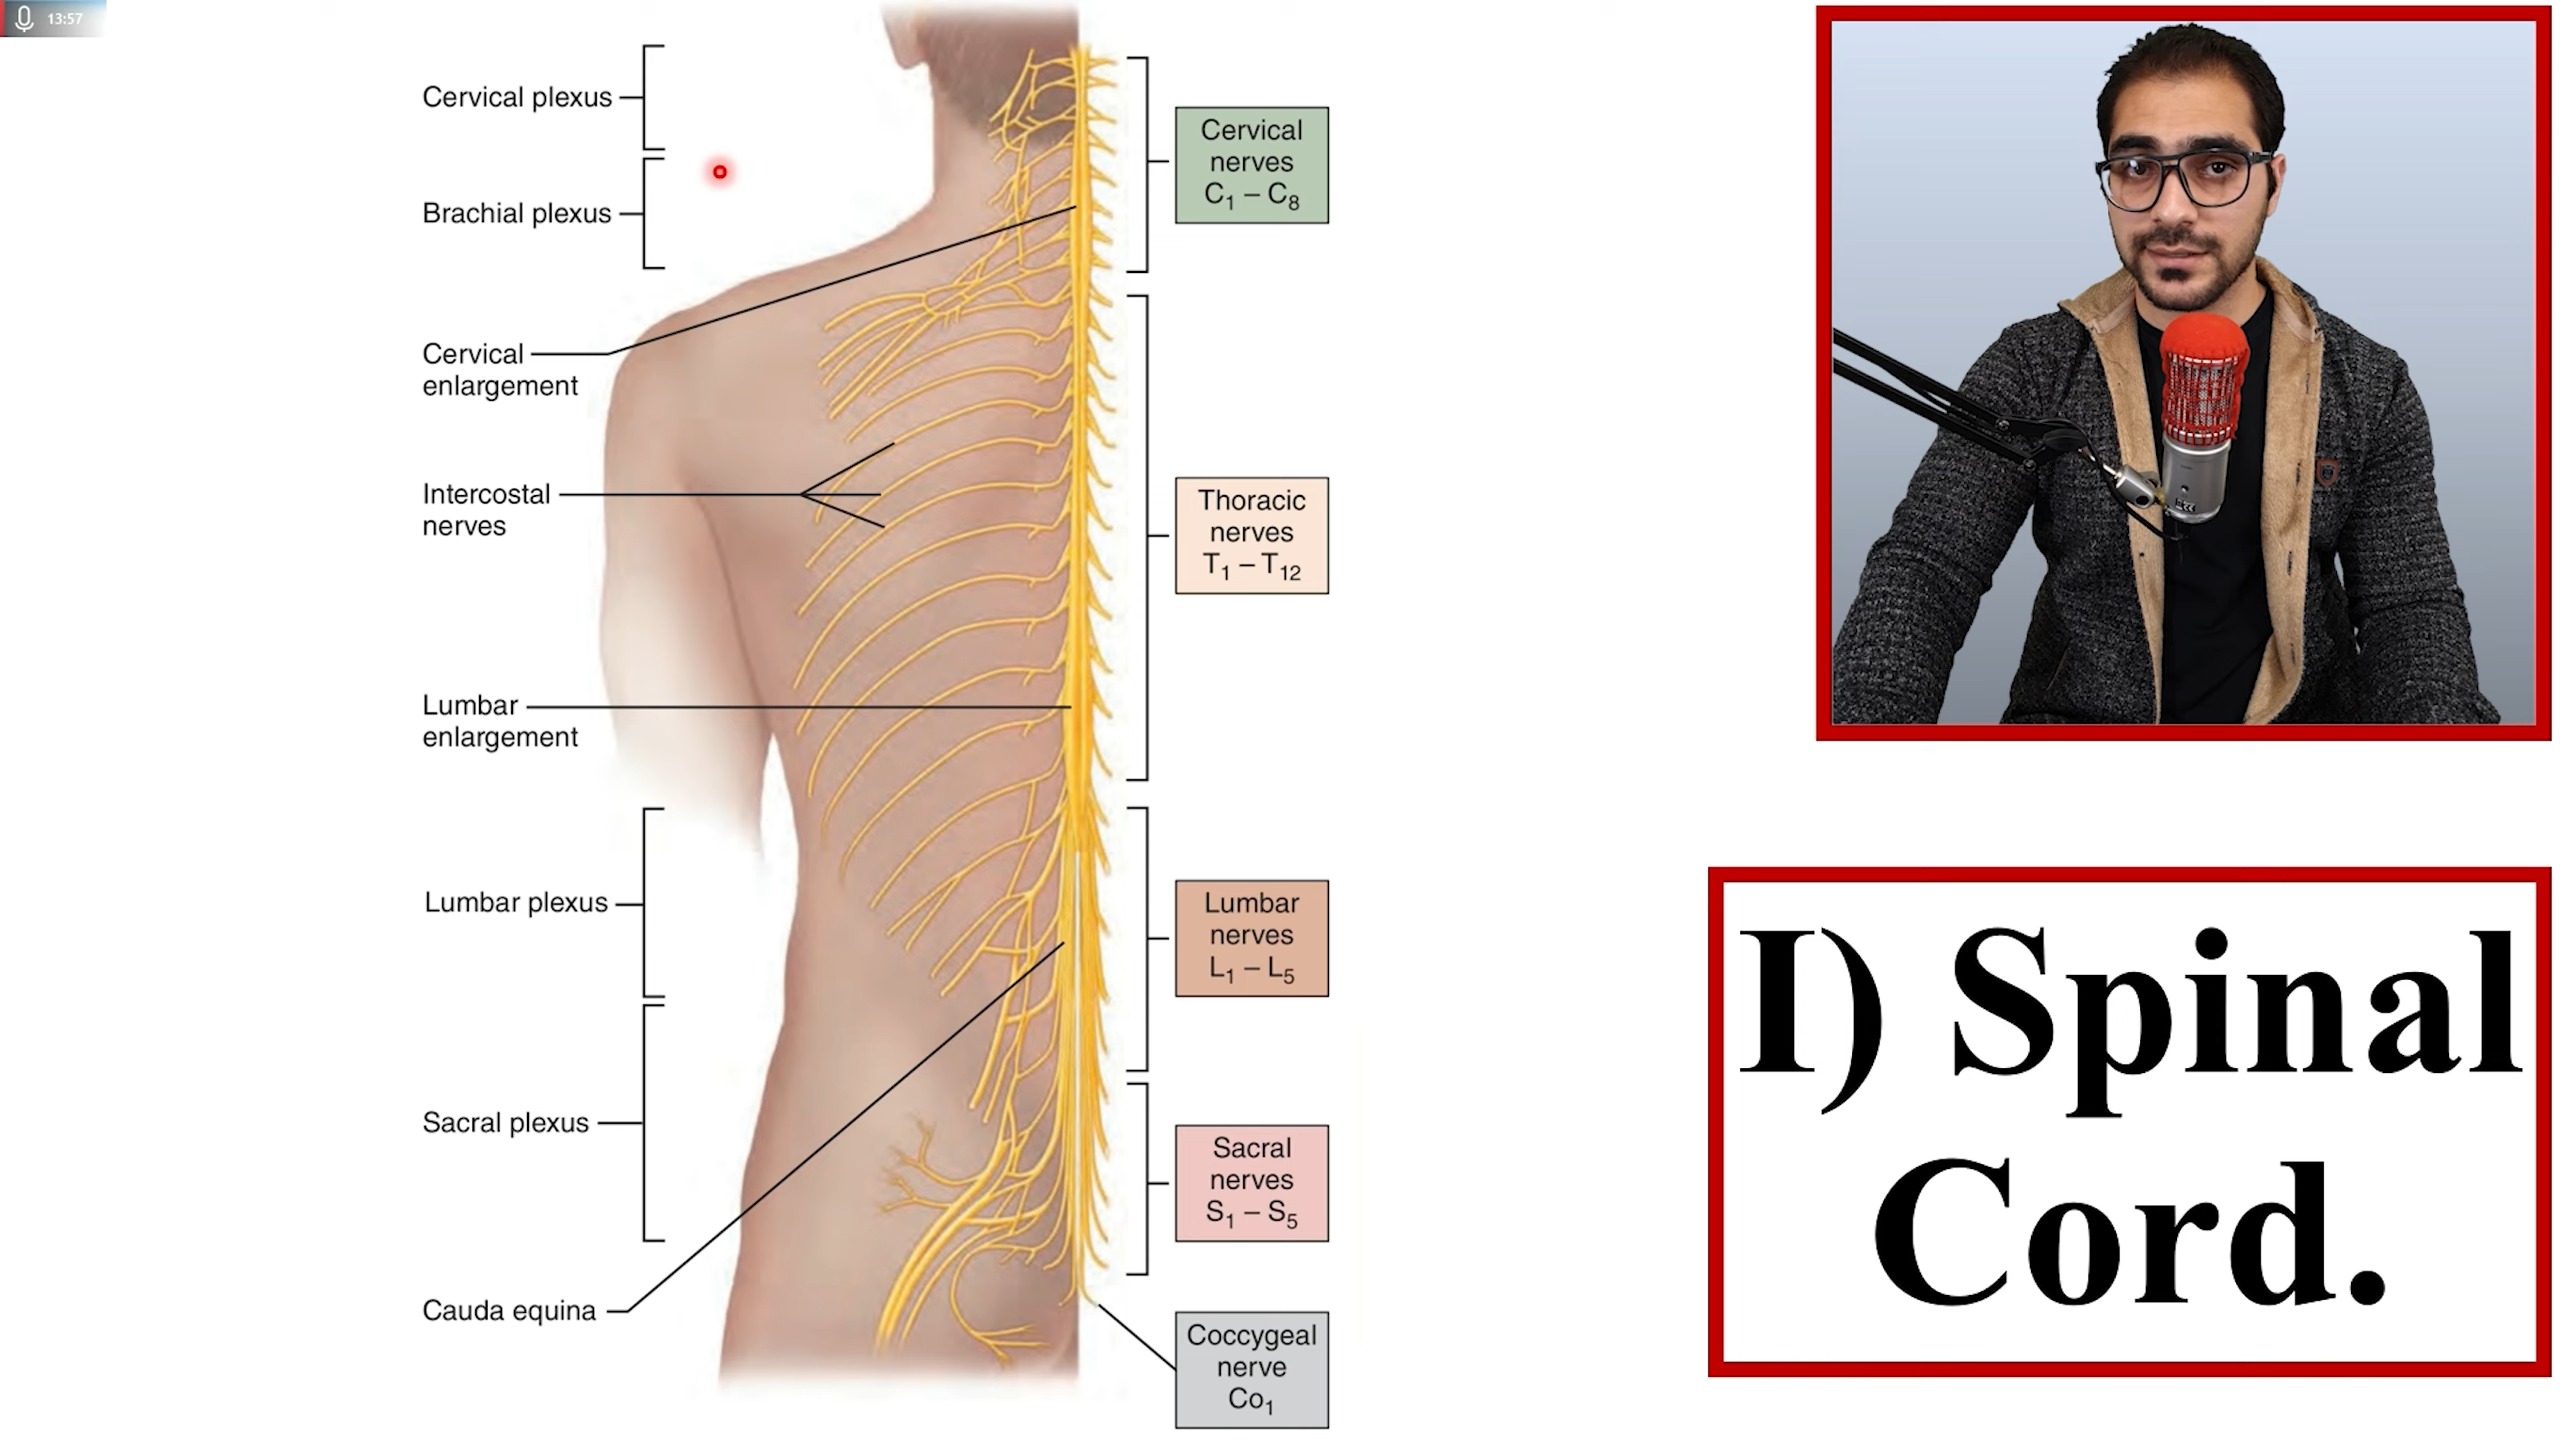 13:57
Cervical plexus
Brachial plexus
Cervical
enlargement
Intercostal
nerves
Lumbar
enlargement
Lumbar plexus
Sacral plexus
Cauda equina
Cervical
nerves
C₁ – C₈
Thoracic
nerves
T₁ – T₁₂
Lumbar
nerves
L₁ – L₅
Sacral
nerves
S₁ – S₅
Coccygeal
nerve
Co₁
I) Spinal
Cord.